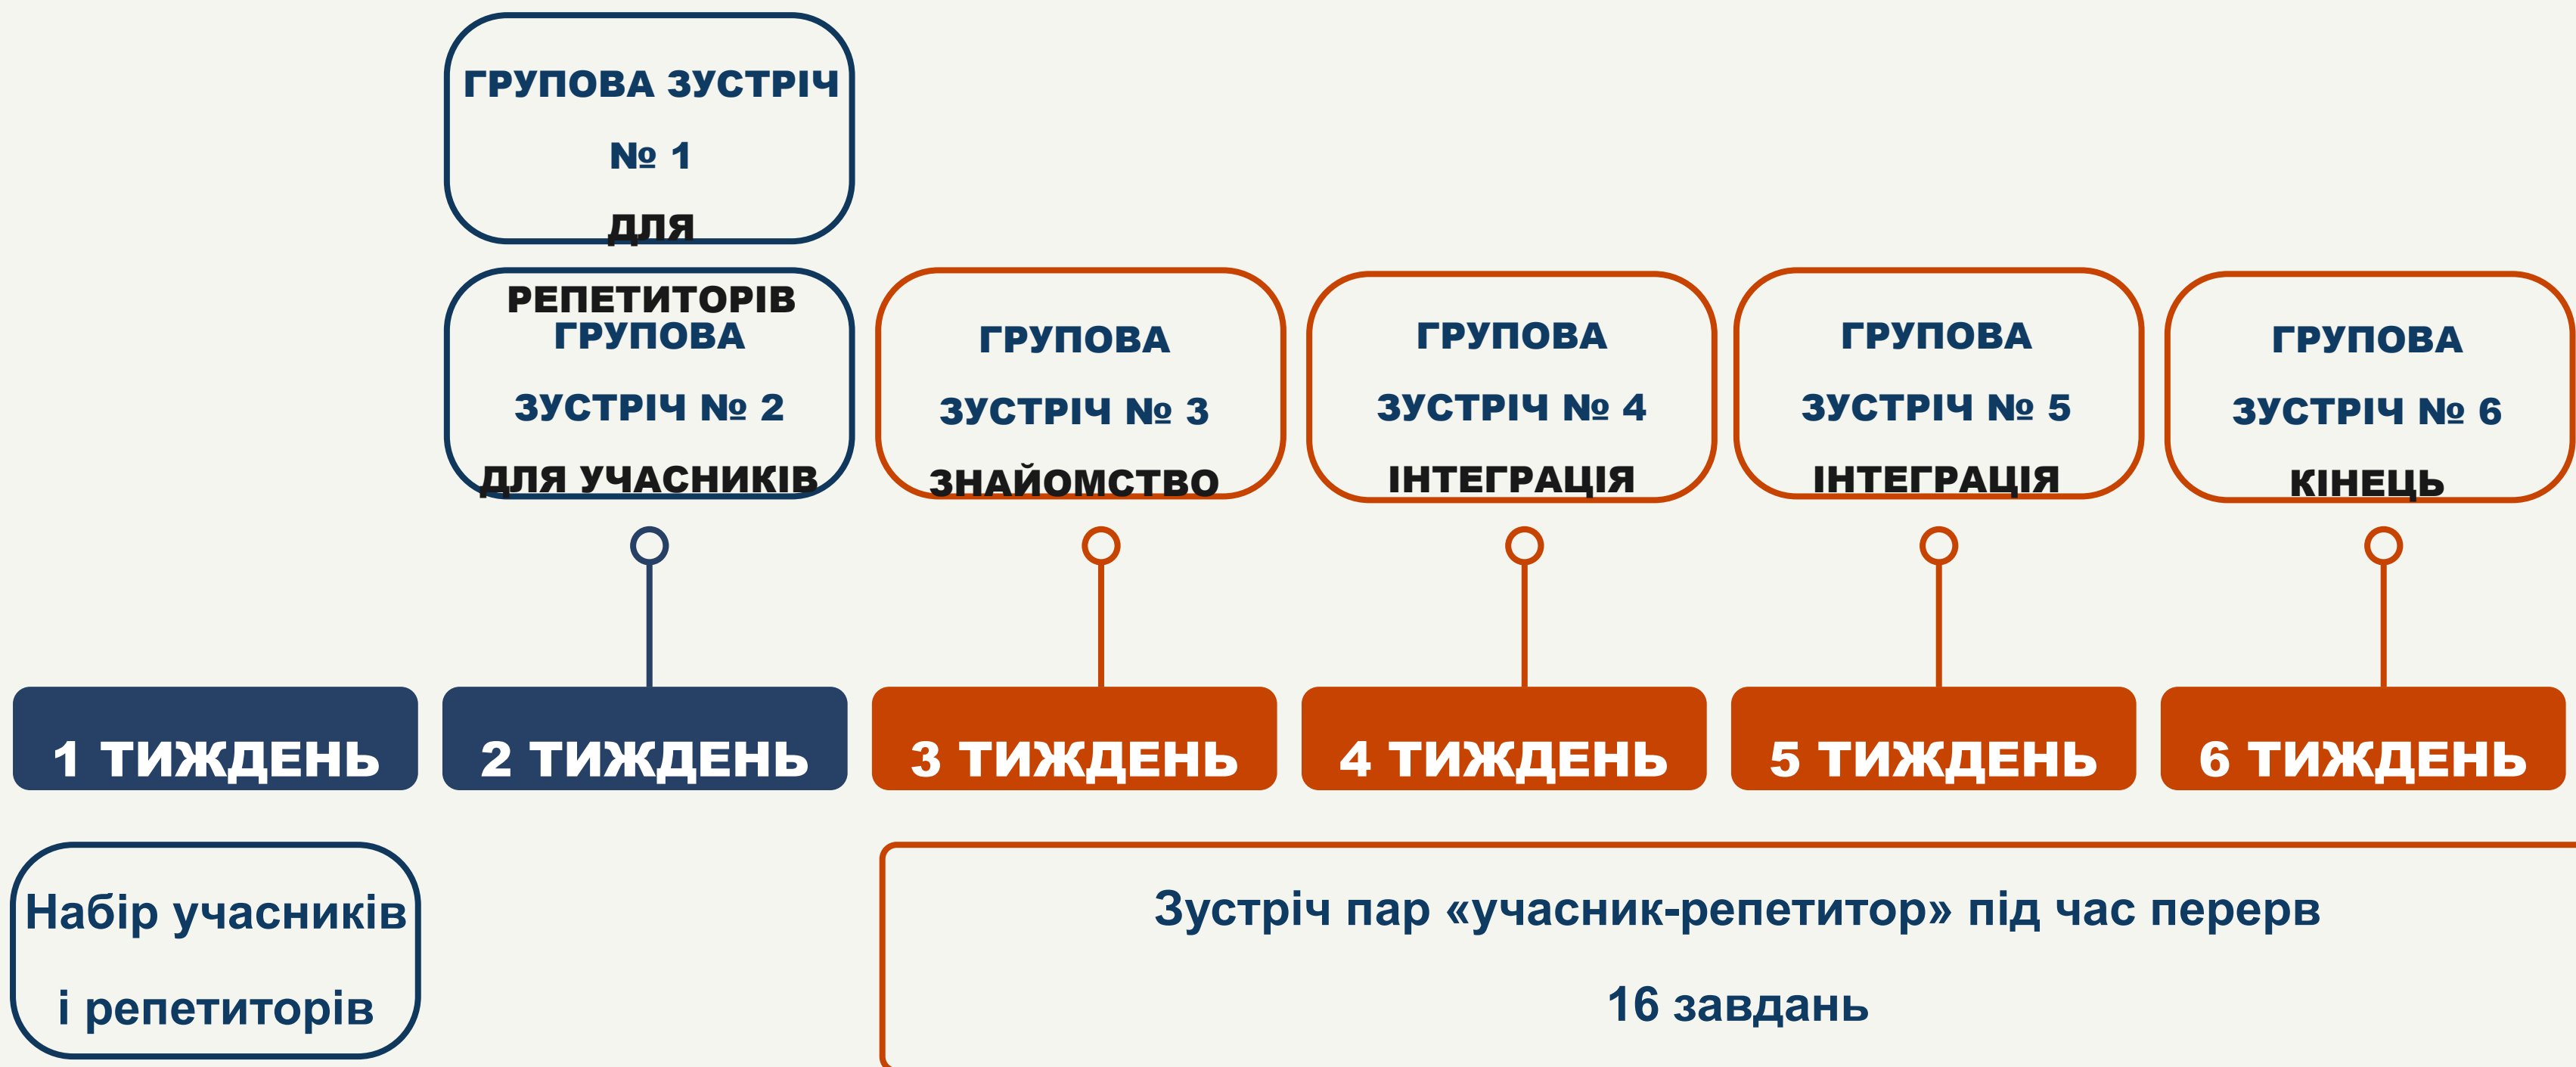 ГРУПОВА ЗУСТРІЧ
№ 1
ДЛЯ
РЕПЕТИТОРІВ
ГРУПОВА
ЗУСТРІЧ № 2
ДЛЯ УЧАСНИКІВ
ГРУПОВА
ЗУСТРІЧ № 3
ЗНАЙОМСТВО
ГРУПОВА
ЗУСТРІЧ № 4
ІНТЕГРАЦІЯ
ГРУПОВА
ЗУСТРІЧ № 5
ІНТЕГРАЦІЯ
ГРУПОВА
ЗУСТРІЧ № 6
КІНЕЦЬ
1 ТИЖДЕНЬ
2 ТИЖДЕНЬ
3 ТИЖДЕНЬ
4 ТИЖДЕНЬ
5 ТИЖДЕНЬ
6 ТИЖДЕНЬ
Набір учасників
і репетиторів
Зустріч пар «учасник-репетитор» під час перерв
16 завдань